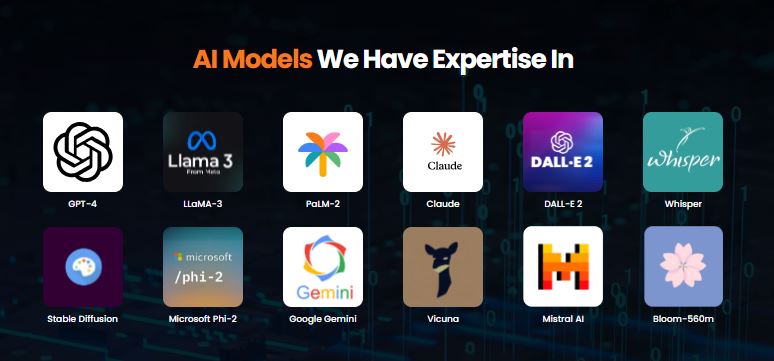 AI Models We Have Expertise In
Llama 3
From Meta
Claude
DALL·E 2
whisper
GPT-4
LLaMA-3
PaLM-2
Claude
DALL-E 2
Whisper
microsoft
/phi-2
Gemini
Stable Diffusion
Microsoft Phi-2
Google Gemini
Vicuna
Mistral AI
Bloom-560m